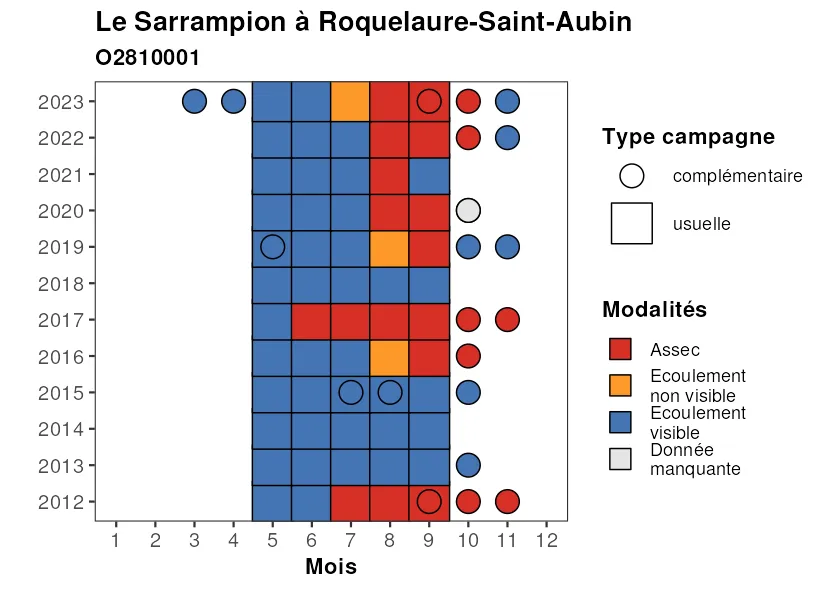 Le Sarrampion à Roquelaure-Saint-Aubin
O2810001
2023
2022
2021
2020
2019
2018
2017
2016
2015
2014
2013
2012
1 2 3 4 5 6 7 8 9 10 11 12
Mois
Type campagne
complémentaire
usuelle
Modalités
Assec
Ecoulement
non visible
Ecoulement
visible
Donnée
manquante